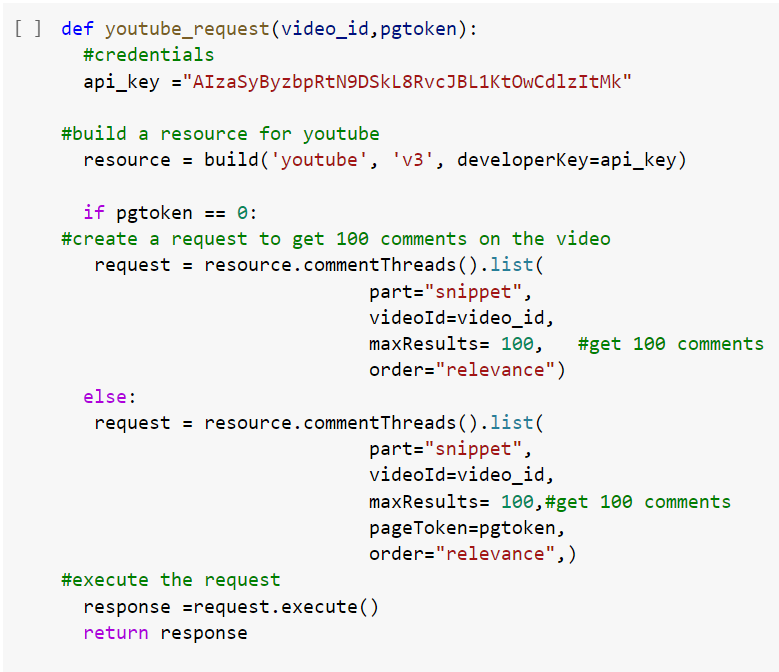 [ ] def youtube_request(video_id,pgtoken):
#credentials
api_key ="AIzaSyByzbpRtN9DSkL8RvcJBL1KtOwCdlzItMk"
#build a resource for youtube
resource = build('youtube', 'v3', developerKey=api_key)
if pgtoken == 0:
#create a request to get 100 comments on the video
request = resource.commentThreads().list(
part="snippet",
videoId=video_id,
maxResults= 100,   #get 100 comments
order="relevance")
else:
request = resource.commentThreads().list(
part="snippet",
videoId=video_id,
maxResults= 100,#get 100 comments
pageToken=pgtoken,
order="relevance",)
#execute the request
response =request.execute()
return response